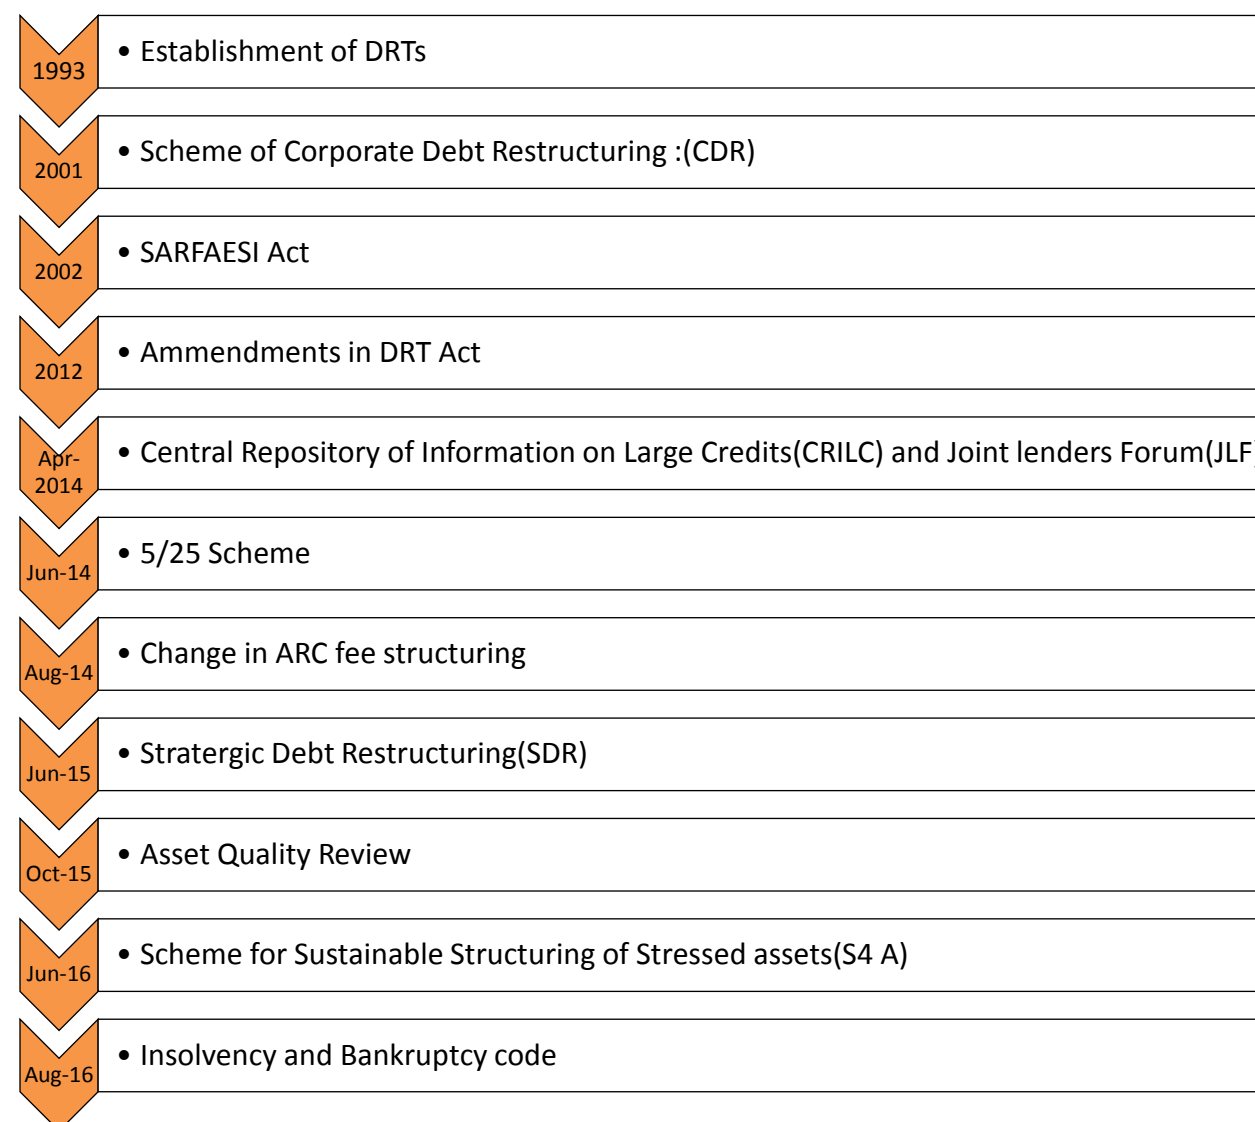 1993
• Establishment of DRTs
2001
• Scheme of Corporate Debt Restructuring :(CDR)
2002
• SARFAESI Act
2012
• Ammendments in DRT Act
Apr-
2014
• Central Repository of Information on Large Credits(CRILC) and Joint lenders Forum(JLF)
Jun-14
• 5/25 Scheme
Aug-14
• Change in ARC fee structuring
Jun-15
• Stratergic Debt Restructuring(SDR)
Oct-15
• Asset Quality Review
Jun-16
• Scheme for Sustainable Structuring of Stressed assets(S4 A)
Aug-16
• Insolvency and Bankruptcy code